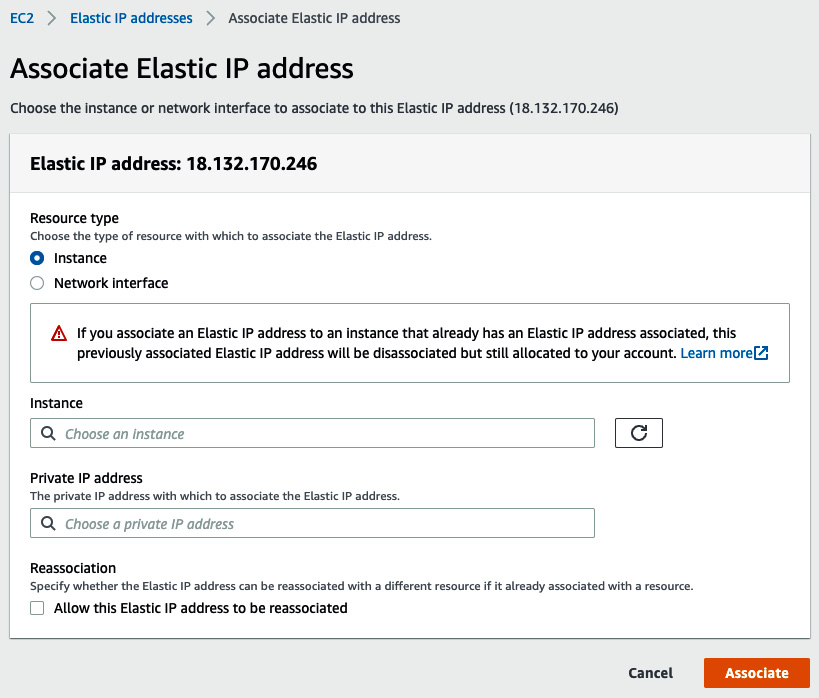 EC2 > Elastic IP addresses > Associate Elastic IP address
Associate Elastic IP address
Choose the instance or network interface to associate to this Elastic IP address (18.132.170.246)
Elastic IP address: 18.132.170.246
Resource type
Choose the type of resource with which to associate the Elastic IP address.
Instance
Network interface
If you associate an Elastic IP address to an instance that already has an Elastic IP address associated, this
previously associated Elastic IP address will be disassociated but still allocated to your account. Learn more
Instance
Choose an instance
Private IP address
The private IP address with which to associate the Elastic IP address.
Choose a private IP address
Reassociation
Specify whether the Elastic IP address can be reassociated with a different resource if it already associated with a resource.
Allow this Elastic IP address to be reassociated
Cancel Associate